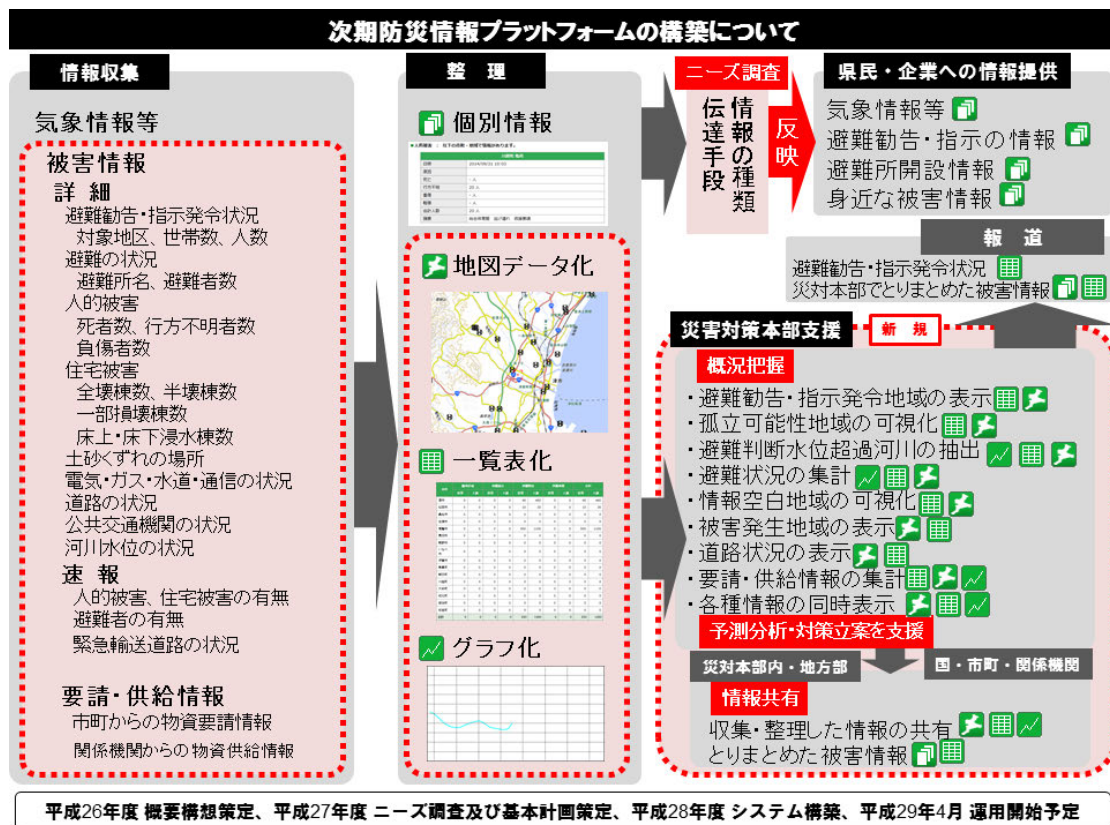 次期防災情報プラットフォームの構築について
情報収集
気象情報等
被害情報
詳細
避難勧告・指示発令状況
対象地区、世帯数、人数
避難の状況
避難所名、避難者数
人的被害
死者数、行方不明者数
負傷者数
住宅被害
全壊棟数、半壊棟数
一部損壊棟数
床上・床下浸水棟数
土砂くずれの場所
電気・ガス・水道・通信の状況
道路の状況
公共交通機関の状況
河川水位の状況
速報
人的被害、住宅被害の有無
避難者の有無
緊急輸送道路の状況
要請・供給情報
市町からの物資要請情報
関係機関からの物資供給情報
整理
個別情報
地図データ化
一覧表化
グラフ化
ニーズ調査
情報の種類
伝達手段
反映
県民・企業への情報提供
気象情報等
避難勧告・指示の情報
避難所開設情報
身近な被害情報
報道
避難勧告・指示発令状況
災対本部でとりまとめた被害情報
災害対策本部支援
新規
概況把握
・避難勧告・指示発令地域の表示
・孤立可能性地域の可視化
・避難判断水位超過河川の抽出
・避難状況の集計
・情報空白地域の可視化
・被害発生地域の表示
・道路状況の表示
・要請・供給情報の集計
・各種情報の同時表示
予測分析・対策立案を支援
災対本部内・地方部
国・市町・関係機関
情報共有
収集・整理した情報の共有
とりまとめた被害情報
平成26年度 概要構想策定、平成27年度 ニーズ調査及び基本計画策定、平成28年度 システム構築、平成29年4月 運用開始予定